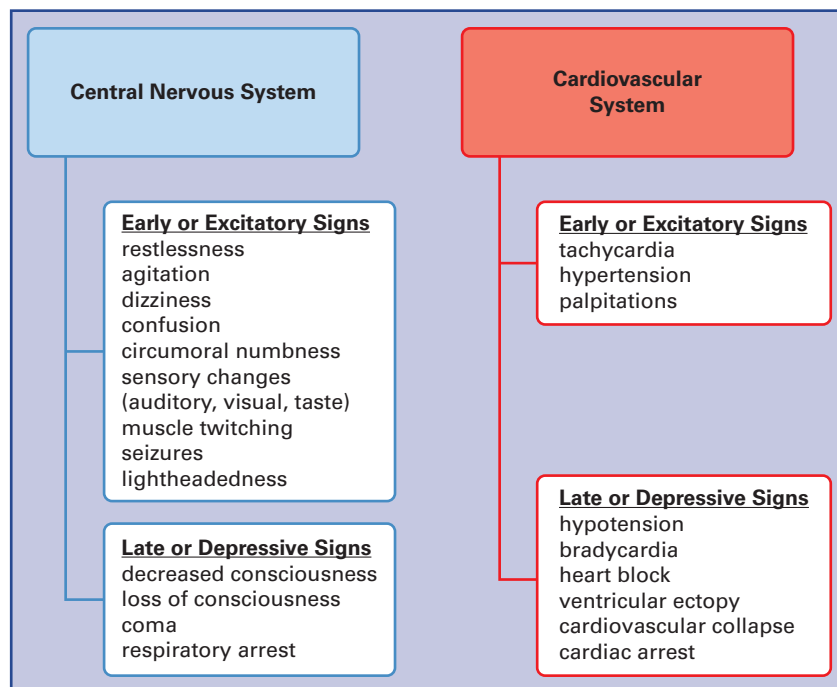 Central Nervous System
Early or Excitatory Signs
restlessness
agitation
dizziness
confusion
circumoral numbness
sensory changes
(auditory, visual, taste)
muscle twitching
seizures
lightheadedness
Late or Depressive Signs
decreased consciousness
loss of consciousness
coma
respiratory arrest
Cardiovascular
System
Early or Excitatory Signs
tachycardia
hypertension
palpitations
Late or Depressive Signs
hypotension
bradycardia
heart block
ventricular ectopy
cardiovascular collapse
cardiac arrest